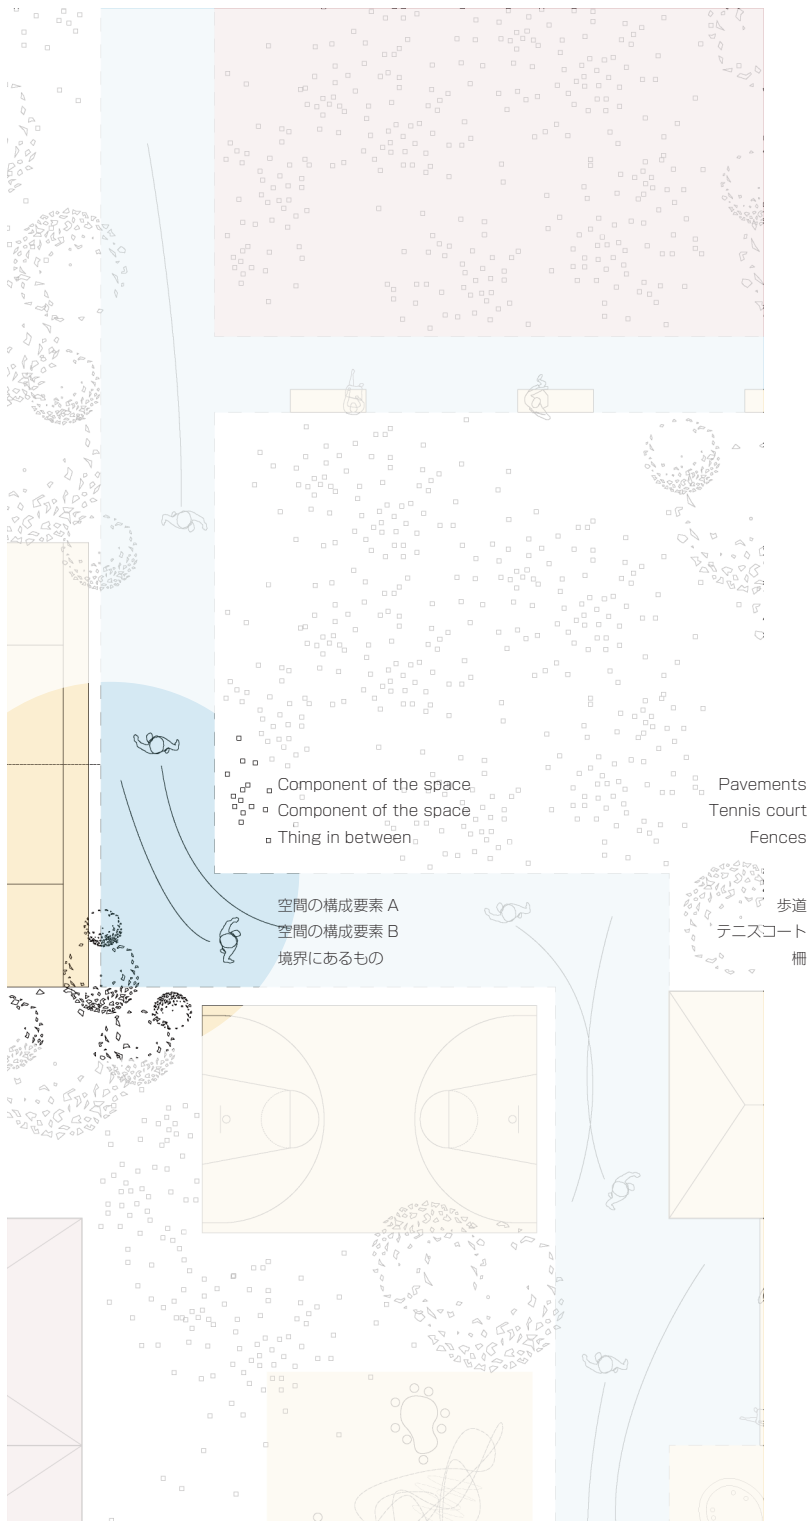 Component of the space Pavements
Component of the space Tennis court
Thing in between Fences
空間の構成要素 A 歩道
空間の構成要素 B テニスコート
境界にあるもの 柵